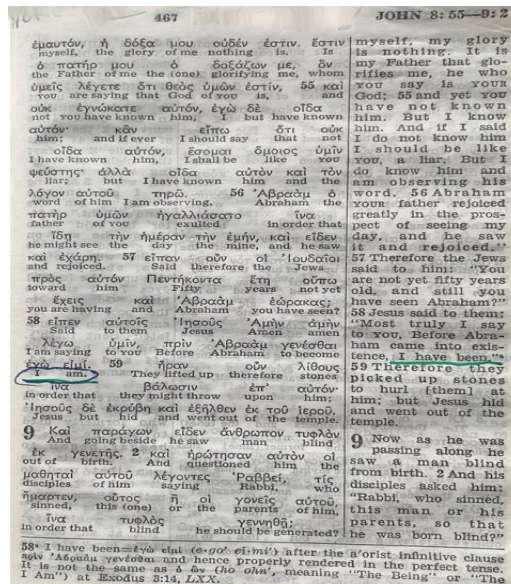 467
JOHN 8:55—9:2
ἐμαυτόν, ἡ δόξα μου οὐδέν ἐστιν. ἔστιν
myself, the glory of me nothing is. Is
ὁ πατήρ μου ὁ δοξάζων με, ὃν
the Father of me the (one) glorifying me, whom
ὑμεῖς λέγετε ὅτι θεὸς ὑμῶν ἐστίν, 55 καὶ
YOU are saying that God of YOU is, and
οὐκ ἐγνώκατε αὐτόν, ἐγὼ δὲ οἶδα
not you have known him, I but have known
αὐτόν· κἂν εἴπω ὅτι οὐκ
him; and if ever I should say that not
οἶδα αὐτόν, ἔσομαι ὅμοιος ὑμῖν
I have known him, I shall be like YOU
ψεύστης· ἀλλὰ οἶδα αὐτὸν καὶ τὸν
liar; but I have known him and the
λόγον αὐτοῦ τηρῶ. 56 Ἀβραὰμ ὁ
word of him I am observing. Abraham the
πατὴρ ὑμῶν ἠγαλλιάσατο ἵνα
father of YOU exulted in order that
ἴδῃ τὴν ἡμέραν τὴν ἐμήν, καὶ εἶδεν
he might see the day the mine, and he saw
καὶ ἐχάρη. 57 εἶπαν οὖν οἱ Ἰουδαῖοι
and rejoiced. Said therefore the Jews
πρὸς αὐτόν Πεντήκοντα ἔτη οὔπω
toward him Fifty years not yet
ἔχεις καὶ Ἀβραὰμ ἑώρακας;
you are having and Abraham you have seen?
58 εἶπεν αὐτοῖς Ἰησοῦς Ἀμὴν ἀμὴν
Said to them Jesus Amen amen
λέγω ὑμῖν, πρὶν Ἀβραὰμ γενέσθαι
I am saying to YOU Before Abraham to become
ἐγὼ εἰμί. 59 ἦραν οὖν λίθους
I am. They lifted up therefore stones
ἵνα βάλωσιν ἐπ' αὐτόν·
in order that they might throw upon him;
Ἰησοῦς δὲ ἐκρύβη καὶ ἐξῆλθεν ἐκ τοῦ ἱεροῦ.
Jesus but hid and went out of the temple.
9 Καὶ παράγων εἶδεν ἄνθρωπον τυφλὸν
And going beside he saw man blind
ἐκ γενετῆς. 2 καὶ ἠρώτησαν αὐτὸν οἱ
out of birth. And questioned him the
μαθηταὶ αὐτοῦ λέγοντες Ῥαββεί, τίς
disciples of him saying Rabbi, who
ἥμαρτεν, οὗτος ἢ οἱ γονεῖς αὐτοῦ,
sinned, this (one) or the parents of him,
ἵνα τυφλὸς γεννηθῇ;
in order that blind he should be generated?
myself, my glory
is nothing. It is
my Father that glo-
rifies me, he who
YOU say is YOUR
God; 55 and yet YOU
have not known
him. But I know
him. And if I said
I do not know him
I should be like
YOU, a liar. But I
do know him and
am observing his
word. 56 Abraham
YOUR father rejoiced
greatly in the pros-
pect of seeing my
day, and he saw
it and rejoiced."
57 Therefore the Jews
said to him: "You
are not yet fifty years
old, and still you
have seen Abraham?"
58 Jesus said to them:
"Most truly I say
to YOU, Before Abra-
ham came into exis-
tence, I have been."*
59 Therefore they
picked up stones
to hurl [them] at
him; but Jesus hid
and went out of the
temple.
9 Now as he was
passing along he
saw a man blind
from birth. 2 And his
disciples asked him:
"Rabbi, who sinned,
this man or his
parents, so that
he was born blind?"
58* I have been=ἐγὼ εἰμί (e·go' ei·mi') after the a'orist infinitive clause
πρὶν Ἀβραὰμ γενέσθαι and hence properly rendered in the perfect tense.
It is not the same as ὁ ὤν (ho ohn', meaning "The Being" or "The
I Am") at Exodus 3:14, LXX.